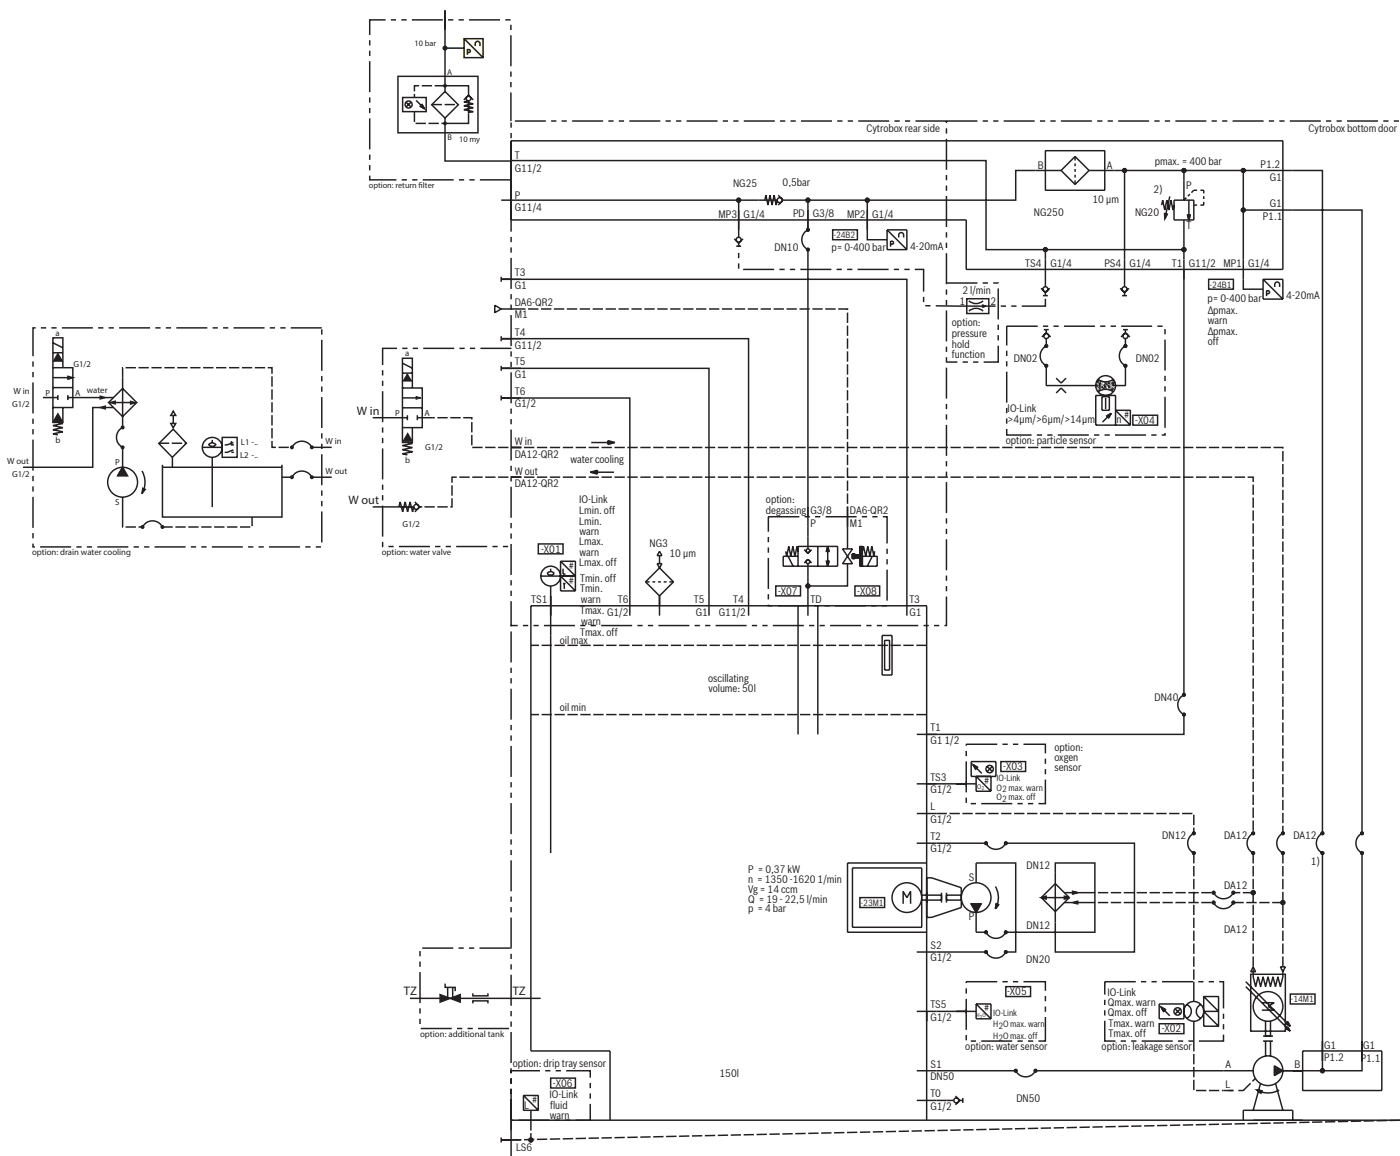 10 bar
P
A
B
10 my
option: return filter
Cytrobox rear side
Cytrobox bottom door
T
G11/2
P
G11/4
NG25
0,5bar
MP3
G1/4
PD
G3/8
MP2
G1/4
DN10
-24B2
p= 0-400 bar
P
4-20mA
B
A
10 µm
NG250
pmax. = 400 bar
2)
P
NG20
T
P1.2
G1
G1
P1.1
TS4
G1/4
PS4
G1/4
T1
G11/2
MP1
G1/4
-24B1
p= 0-400 bar
P
4-20mA
Δpmax.
warn
Δpmax.
off
T3
G1
DA6-QR2
M1
T4
G11/2
T5
G1
T6
G1/2
2 l/min
1
2
option:
pressure
hold
function
DN02
DN02
IO-Link
>4µm/>6µm/>14µm
n
#
-X04
option: particle sensor
a
G1/2
W in
P
A
water
G1/2
b
W out
G1/2
P
S
L1
L2
W in
W out
option: drain water cooling
a
W in
P
A
G1/2
b
W out
G1/2
option: water valve
W in
DA12-QR2
water cooling
W out
DA12-QR2
IO-Link
Lmin. off
Lmin.
warn
Lmax.
warn
Lmax. off
Tmin. off
Tmin.
warn
Tmax.
warn
Tmax. off
-X01
L
#
T
#
NG3
10 µm
option:
degassing
G3/8
P
DA6-QR2
M1
-X07
-X08
TS1
T6
G1/2
T5
G1
T4
G11/2
TD
T3
G1
oil max
oscillating
volume: 50l
oil min
DN40
T1
G1 1/2
option:
oxgen
sensor
-X03
TS3
G1/2
O2
#
IO-Link
O2 max. warn
O2 max. off
L
G1/2
T2
G1/2
DN12
DA12
DA12
1)
P = 0,37 kW
n = 1350 -1620 1/min
Vg = 14 ccm
Q = 19 - 22,5 l/min
p = 4 bar
-23M1
M
S
P
DN12
DN12
DA12
DA12
S2
G1/2
DN20
TZ
TZ
option: additional tank
TS5
G1/2
-X05
#
IO-Link
H2O max. warn
H2O max. off
option: water sensor
IO-Link
Qmax. warn
Qmax. off
Tmax. warn
Tmax. off
-X02
option: leakage sensor
M
-14M1
G1
P1.2
G1
P1.1
option: drip tray sensor
-X06
IO-Link
fluid
warn
L
#
150l
S1
DN50
A
B
L
DN50
T0
G1/2
LS6